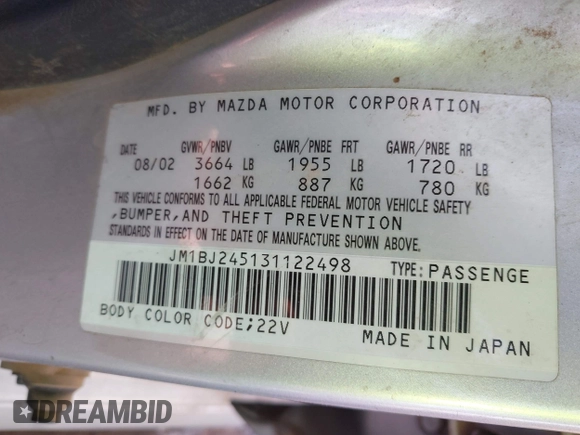 MFD. BY MAZDA MOTOR CORPORATION
DATE GVWR/PNBV GAWR/PNBE FRT GAWR/PNBE RR
08/02 3664 LB 1955 LB 1720 LB
1662 KG 887 KG 780 KG
THIS VEHICLE CONFORMS TO ALL APPLICABLE FEDERAL MOTOR VEHICLE SAFETY
,BUMPER,AND THEFT PREVENTION
STANDARDS IN EFFECT ON THE DATE OF MANUFACTURE SHOWN ABOVE.
JM1BJ245131122498 TYPE:PASSENGE
BODY COLOR CODE;22V MADE IN JAPAN
DREAMBID